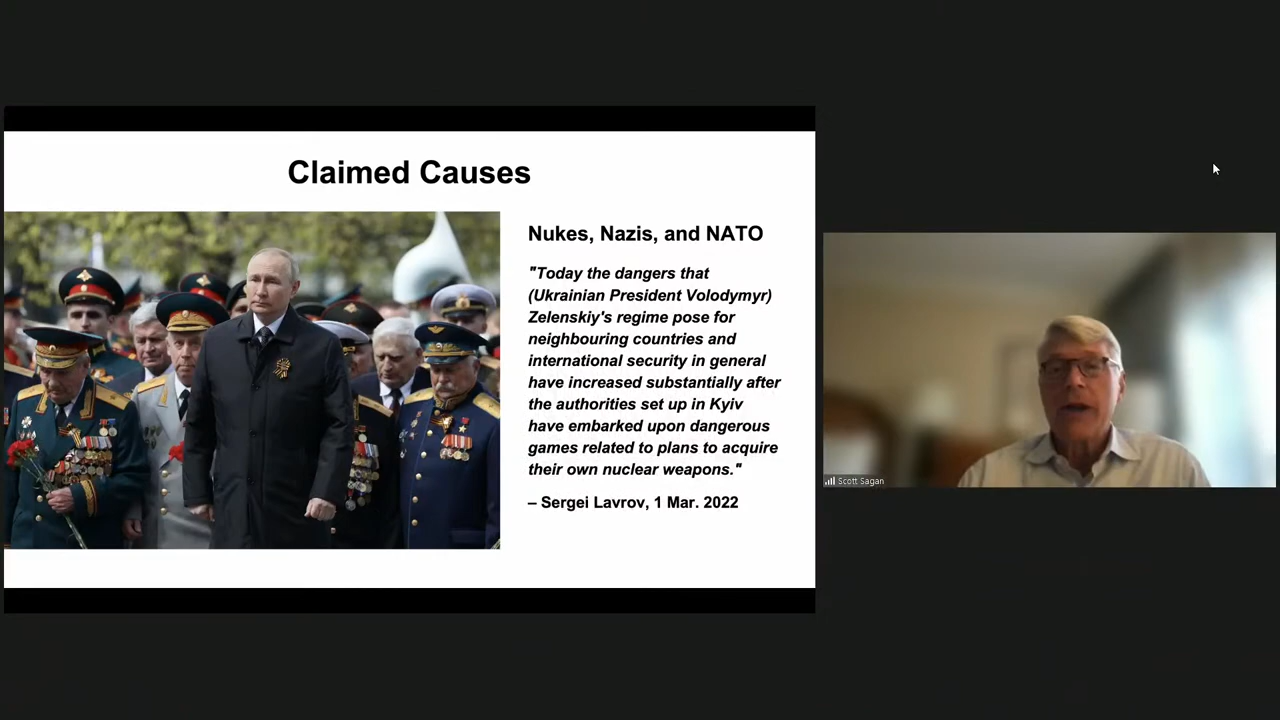 Claimed Causes
Nukes, Nazis, and NATO
"Today the dangers that
(Ukrainian President Volodymyr)
Zelenskiy's regime pose for
neighbouring countries and
international security in general
have increased substantially after
the authorities set up in Kyiv
have embarked upon dangerous
games related to plans to acquire
their own nuclear weapons."
– Sergei Lavrov, 1 Mar. 2022
Scott Sagan